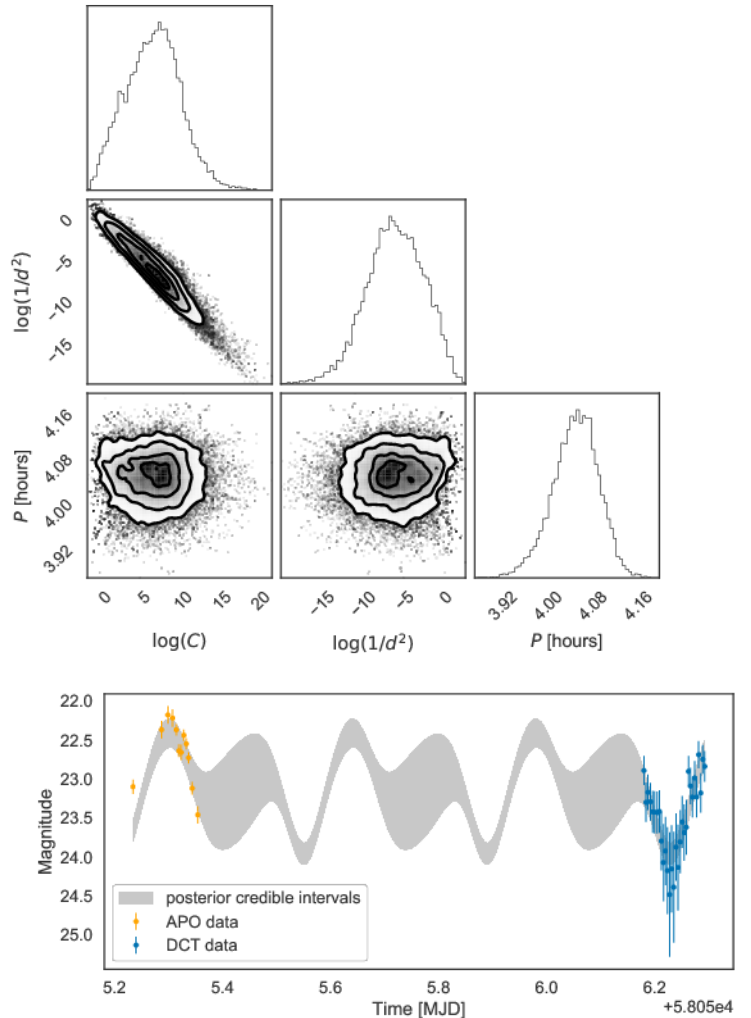 0
−5
−10
−15
log(1/d²)
4.16
4.08
4.00
3.92
P [hours]
0 5 10 15 20 −15 −10 −5 0 3.92 4.00 4.08 4.16
log(C) log(1/d²) P [hours]
22.0
22.5
23.0
23.5
24.0
24.5
25.0
Magnitude
posterior credible intervals
APO data
DCT data
5.2 5.4 5.6 5.8 6.0 6.2
Time [MJD] +5.805e4